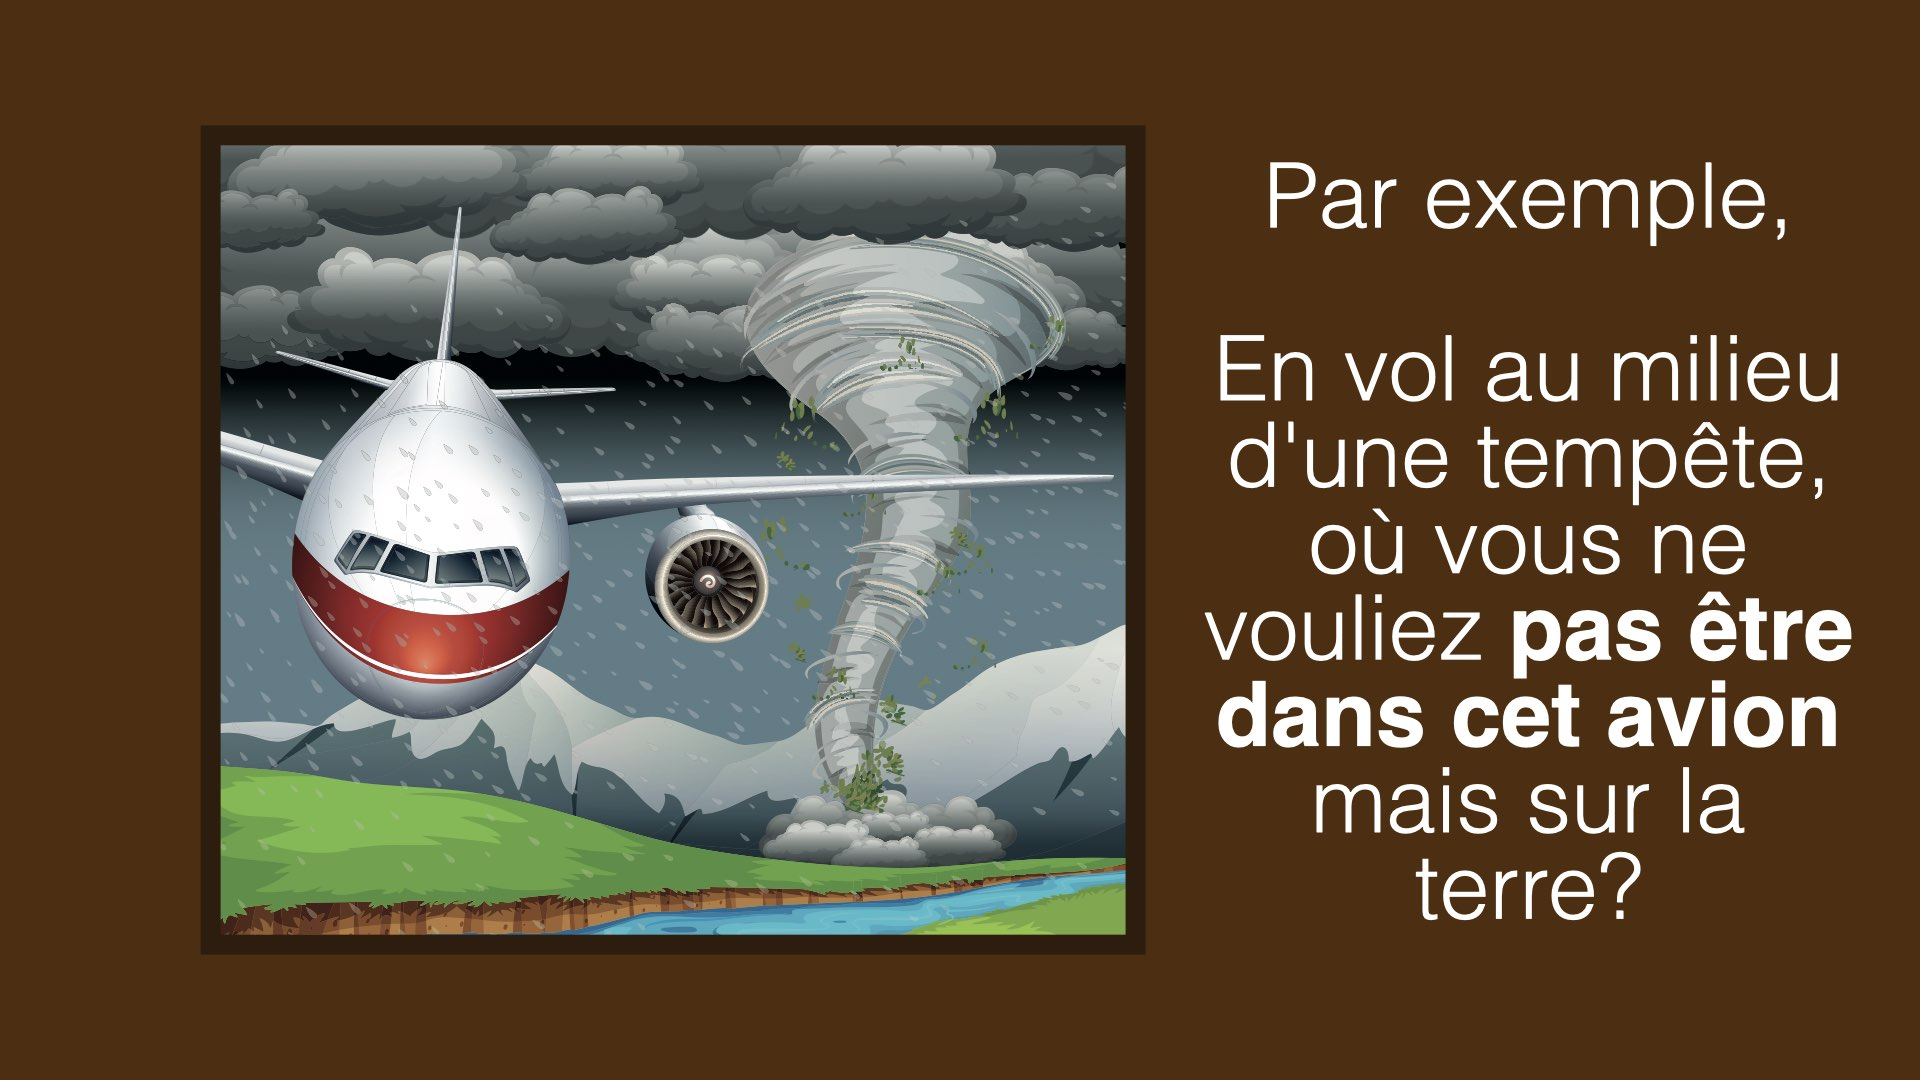 Par exemple,
En vol au milieu
d'une tempête,
où vous ne
vouliez pas être
dans cet avion
mais sur la
terre?